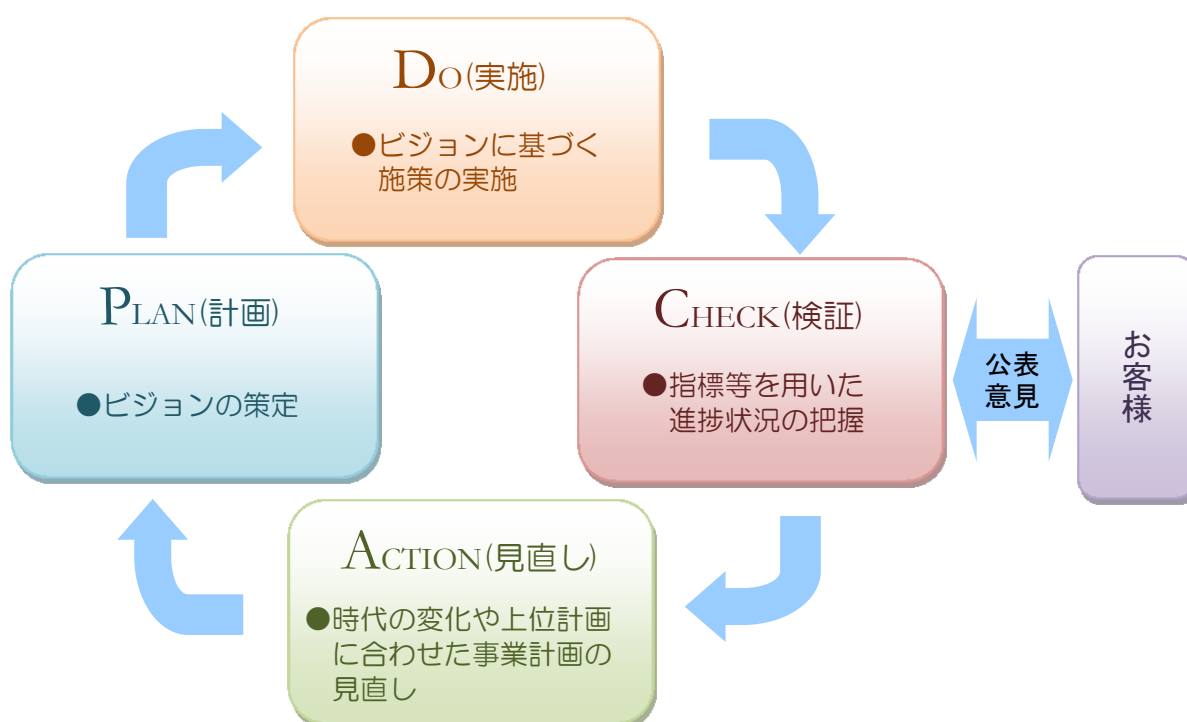 DO(実施)
●ビジョンに基づく
施策の実施
PLAN(計画)
●ビジョンの策定
CHECK(検証)
●指標等を用いた
進捗状況の把握
公表
意見
お客様
ACTION(見直し)
●時代の変化や上位計画
に合わせた事業計画の
見直し